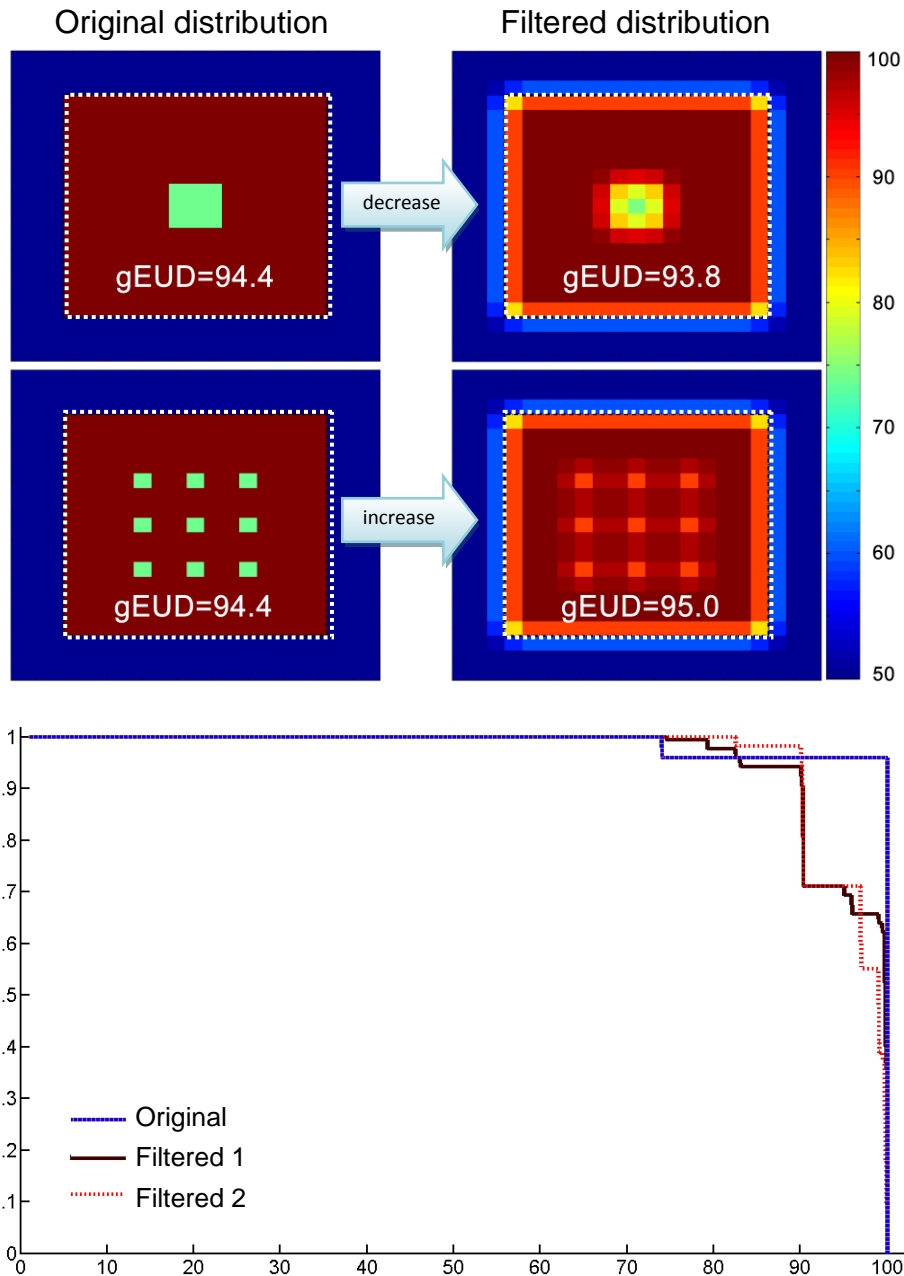 Original distribution
Filtered distribution
decrease
gEUD=94.4
gEUD=93.8
increase
gEUD=94.4
gEUD=95.0
100
90
80
70
60
50
1
.9
.8
.7
.6
.5
.4
.3
.2
.1
0
Original
Filtered 1
Filtered 2
0 10 20 30 40 50 60 70 80 90 100